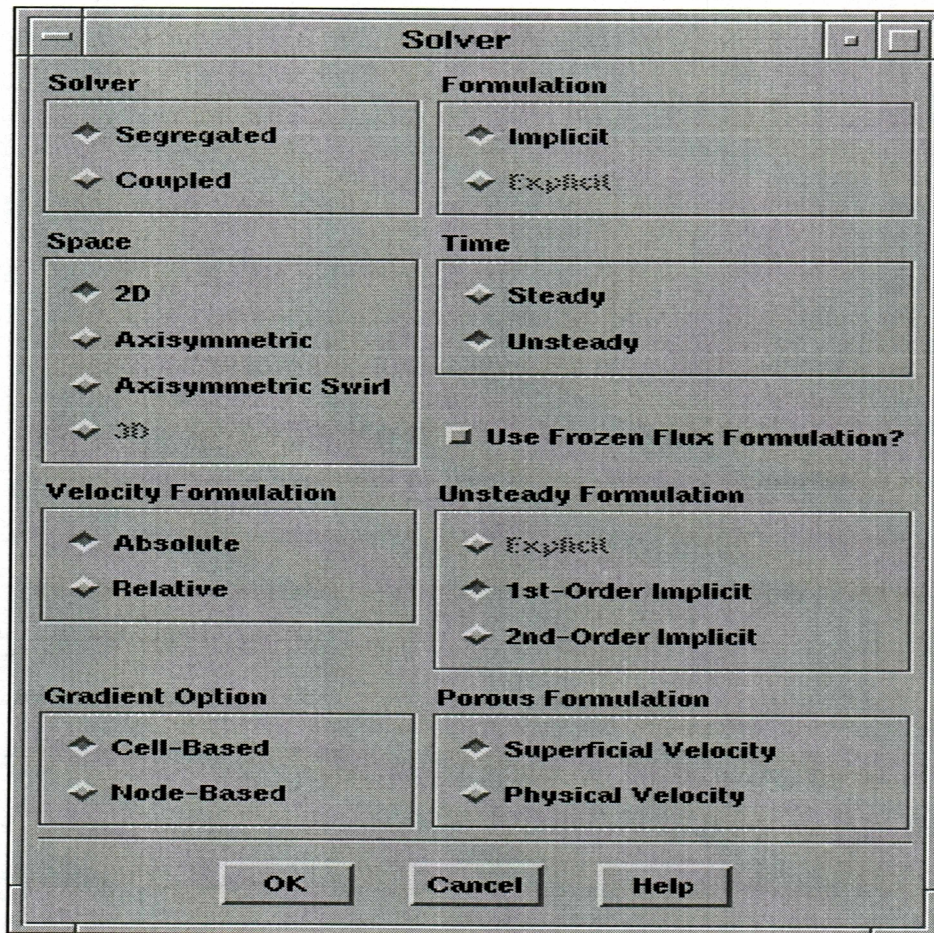 Solver
Solver
Segregated
Coupled
Formulation
Implicit
Explicit
Space
2D
Axisymmetric
Axisymmetric Swirl
3D
Time
Steady
Unsteady
Use Frozen Flux Formulation?
Velocity Formulation
Absolute
Relative
Unsteady Formulation
Explicit
1st-Order Implicit
2nd-Order Implicit
Gradient Option
Cell-Based
Node-Based
Porous Formulation
Superficial Velocity
Physical Velocity
OK
Cancel
Help